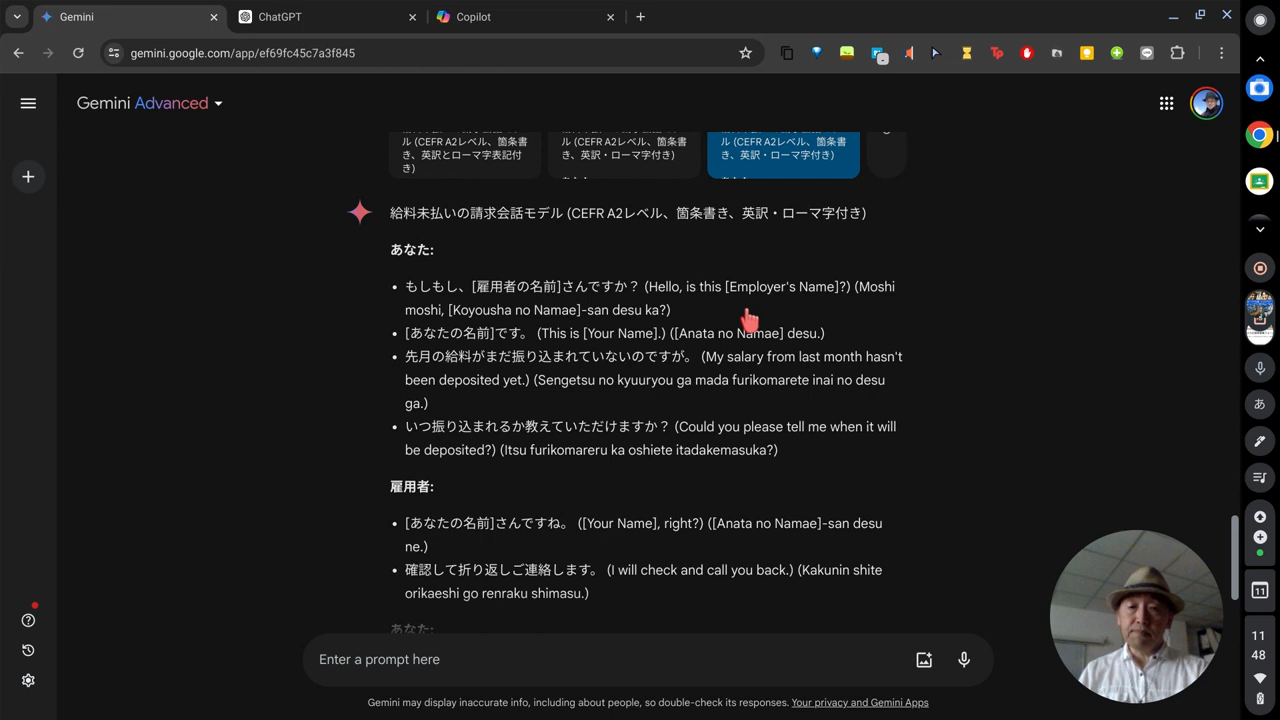 Gemini
ChatGPT
Copilot
gemini.google.com/app/ef69fc45c7a3f845
Gemini Advanced
ル (CEFR A2レベル、箇条書
き、英訳とローマ字表記付
き)
ル (CEFR A2レベル、箇条書
き、英訳・ローマ字付き)
ル (CEFR A2レベル、箇条書
き、英訳・ローマ字付き)
給料未払いの請求会話モデル (CEFR A2レベル、箇条書き、英訳・ローマ字付き)
あなた:
• もしもし、[雇用者の名前]さんですか？ (Hello, is this [Employer's Name]?) (Moshi
moshi, [Koyousha no Namae]-san desu ka?)
• [あなたの名前]です。 (This is [Your Name].) ([Anata no Namae] desu.)
• 先月の給料がまだ振り込まれていないのですが。 (My salary from last month hasn't
been deposited yet.) (Sengetsu no kyuuryou ga mada furikomarete inai no desu
ga.)
• いつ振り込まれるか教えていただけますか？ (Could you please tell me when it will
be deposited?) (Itsu furikomareru ka oshiete itadakemasuka?)
雇用者:
• [あなたの名前]さんですね。 ([Your Name], right?) ([Anata no Namae]-san desu
ne.)
• 確認して折り返しご連絡します。 (I will check and call you back.) (Kakunin shite
orikaeshi go renraku shimasu.)
あなた:
Enter a prompt here
Gemini may display inaccurate info, including about people, so double-check its responses. Your privacy and Gemini Apps
あ
11
11
48